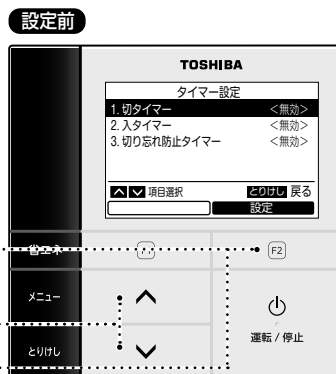 設定前
TOSHIBA
タイマー設定
1. 切タイマー <無効>
2. 入タイマー <無効>
3. 切り忘れ防止タイマー <無効>
項目選択 とりけし 戻る
設定
省エネ F1 F2
メニュー
運転 / 停止
とりけし